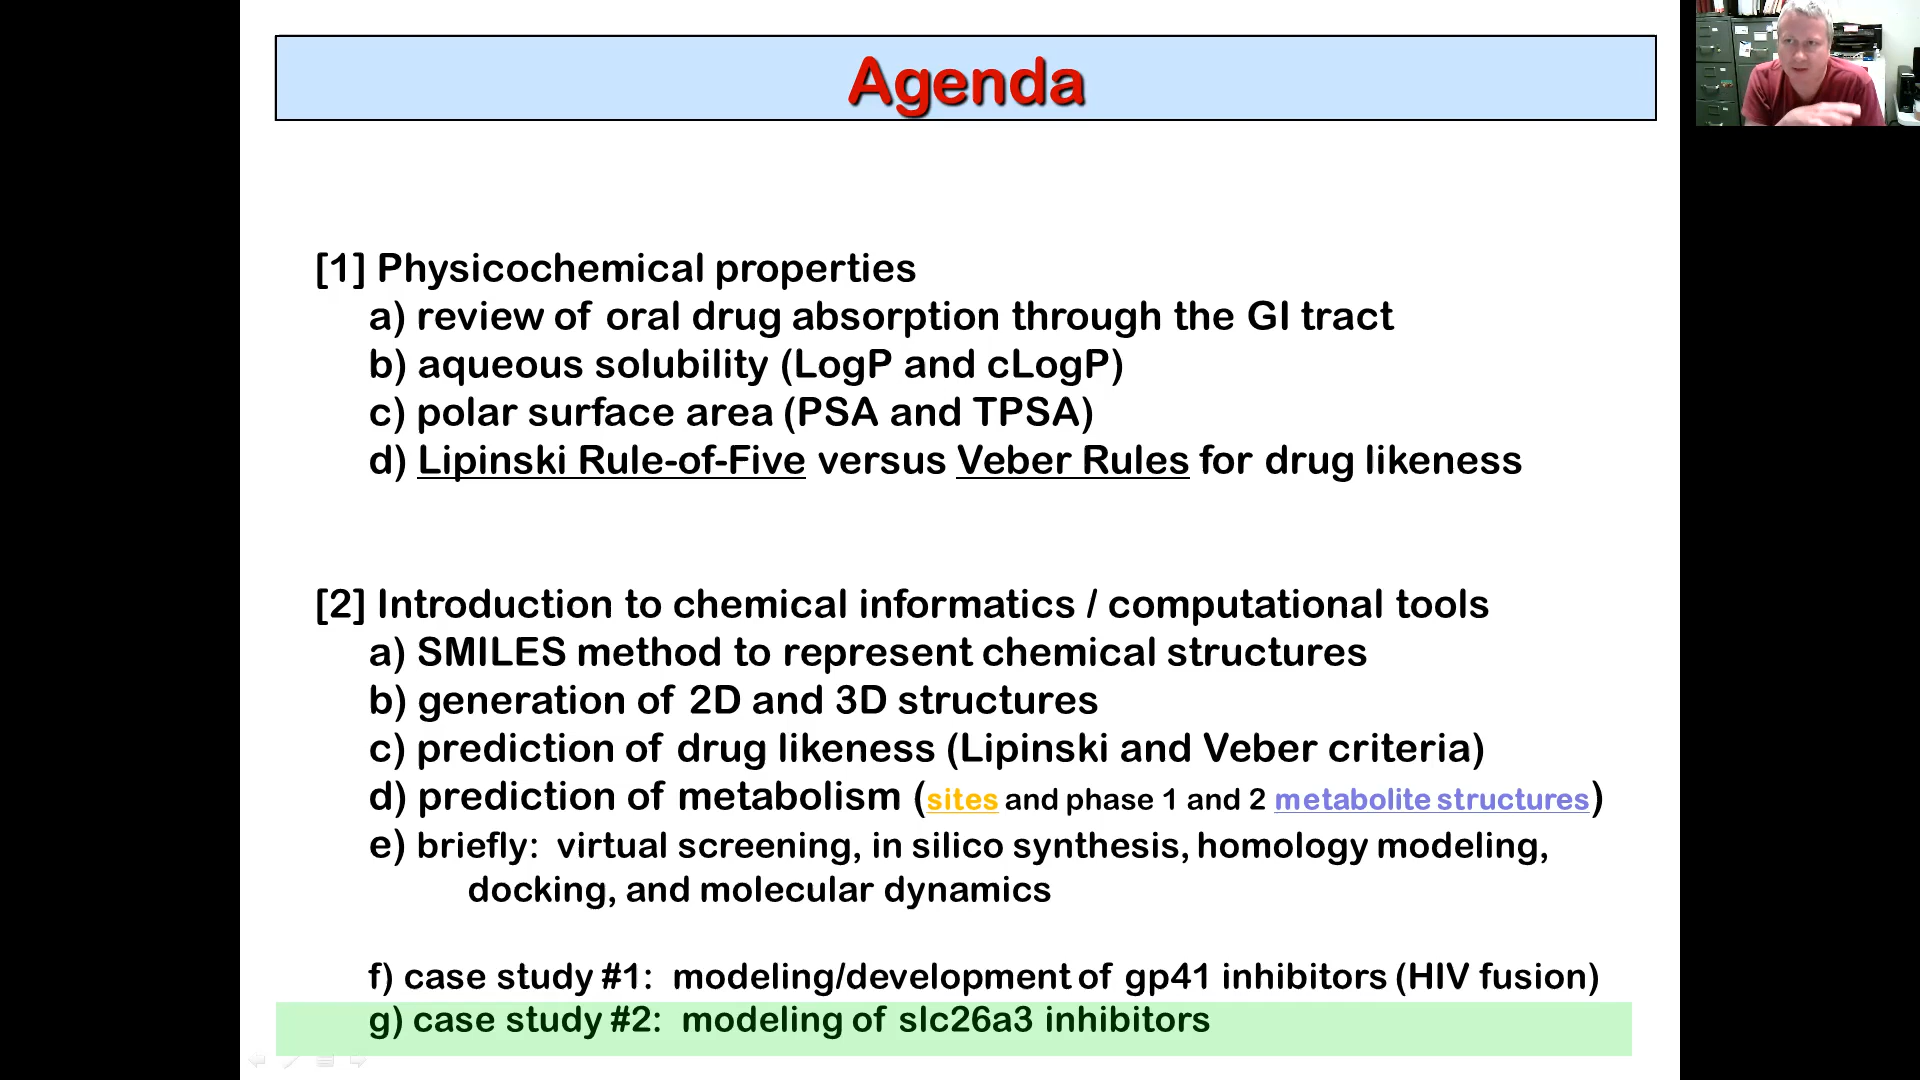 Agenda
[1] Physicochemical properties
a) review of oral drug absorption through the GI tract
b) aqueous solubility (LogP and cLogP)
c) polar surface area (PSA and TPSA)
d) Lipinski Rule-of-Five versus Veber Rules for drug likeness
[2] Introduction to chemical informatics / computational tools
a) SMILES method to represent chemical structures
b) generation of 2D and 3D structures
c) prediction of drug likeness (Lipinski and Veber criteria)
d) prediction of metabolism (sites and phase 1 and 2 metabolite structures)
e) briefly: virtual screening, in silico synthesis, homology modeling,
docking, and molecular dynamics
f) case study #1: modeling/development of gp41 inhibitors (HIV fusion)
g) case study #2: modeling of slc26a3 inhibitors